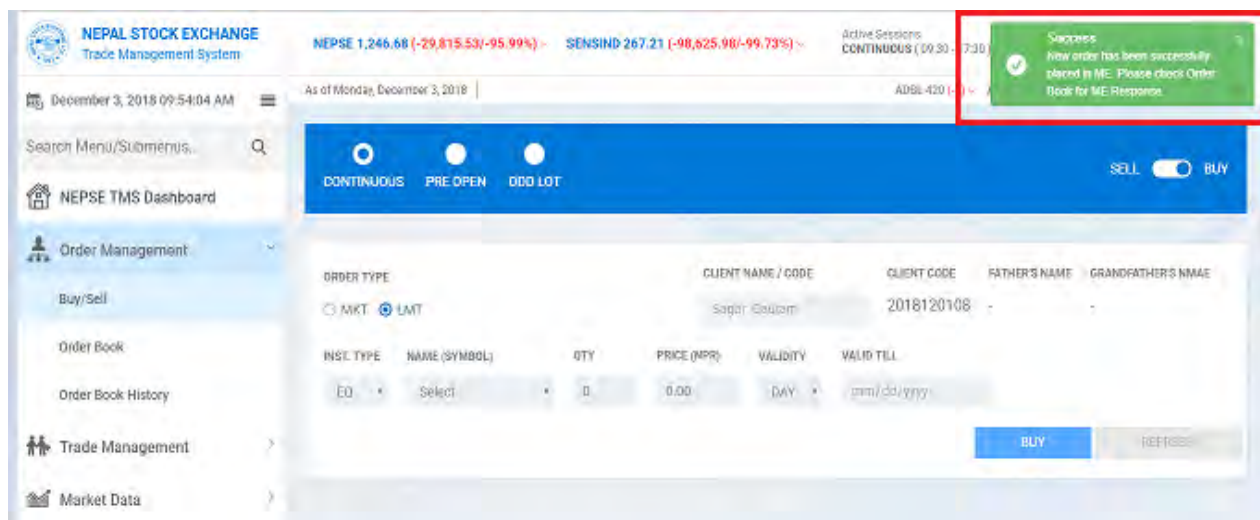 NEPAL STOCK EXCHANGE
Trade Management System
NEPSE 1,246.68 (-29,815.53/-95.99%)
SENSIND 267.21 (-98,625.98/-99.73%)
Active Sessions
CONTINUOUS ( 09:30 - 7:30 )
Success
New order has been successfully
placed in ME. Please check Order
Book for ME Response.
December 3, 2018 09:54:04 AM
As of Monday, December 3, 2018
ADBL 420
Search Menu/Submenus..
NEPSE TMS Dashboard
Order Management
Buy/Sell
Order Book
Order Book History
Trade Management
Market Data
CONTINUOUS PRE OPEN ODD LOT
SELL BUY
ORDER TYPE CLIENT NAME / CODE CLIENT CODE FATHER'S NAME GRANDFATHER'S NMAE
MKT LMT Sagar Gautam 2018120108 - -
INST. TYPE NAME (SYMBOL) QTY PRICE (NPR) VALIDITY VALID TILL
EQ Select 0 0.00 DAY mm/dd/yyyy
BUY